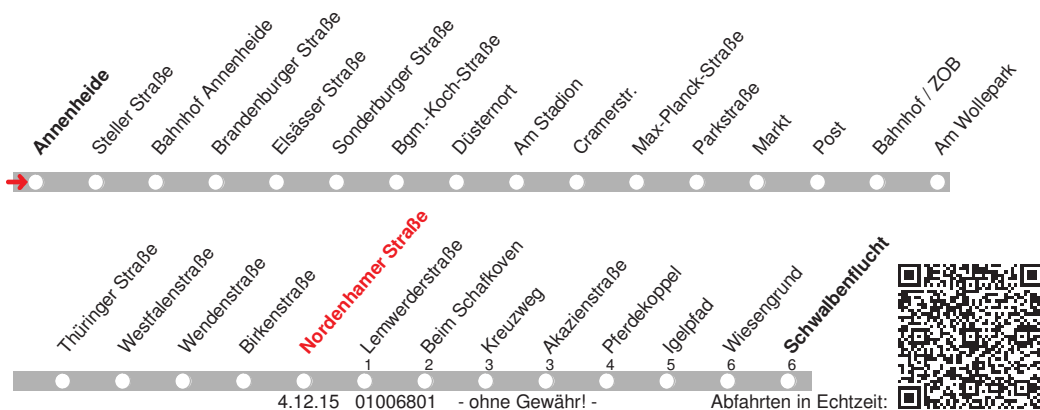 Annenheide
Steller Straße
Bahnhof Annenheide
Brandenburger Straße
Elsässer Straße
Sonderburger Straße
Bgm.-Koch-Straße
Düsternort
Am Stadion
Cramerstr.
Max-Planck-Straße
Parkstraße
Markt
Post
Bahnhof / ZOB
Am Wollepark
Thüringer Straße
Westfalenstraße
Wendenstraße
Birkenstraße
Nordenhamer Straße
Lemwerderstraße
Beim Schafkoven
Kreuzweg
Akazienstraße
Pferdekoppel
Igelpfad
Wiesengrund
Schwalbenflucht
1 2 3 3 4 5 6 6
4.12.15 01006801 - ohne Gewähr! - Abfahrten in Echtzeit: